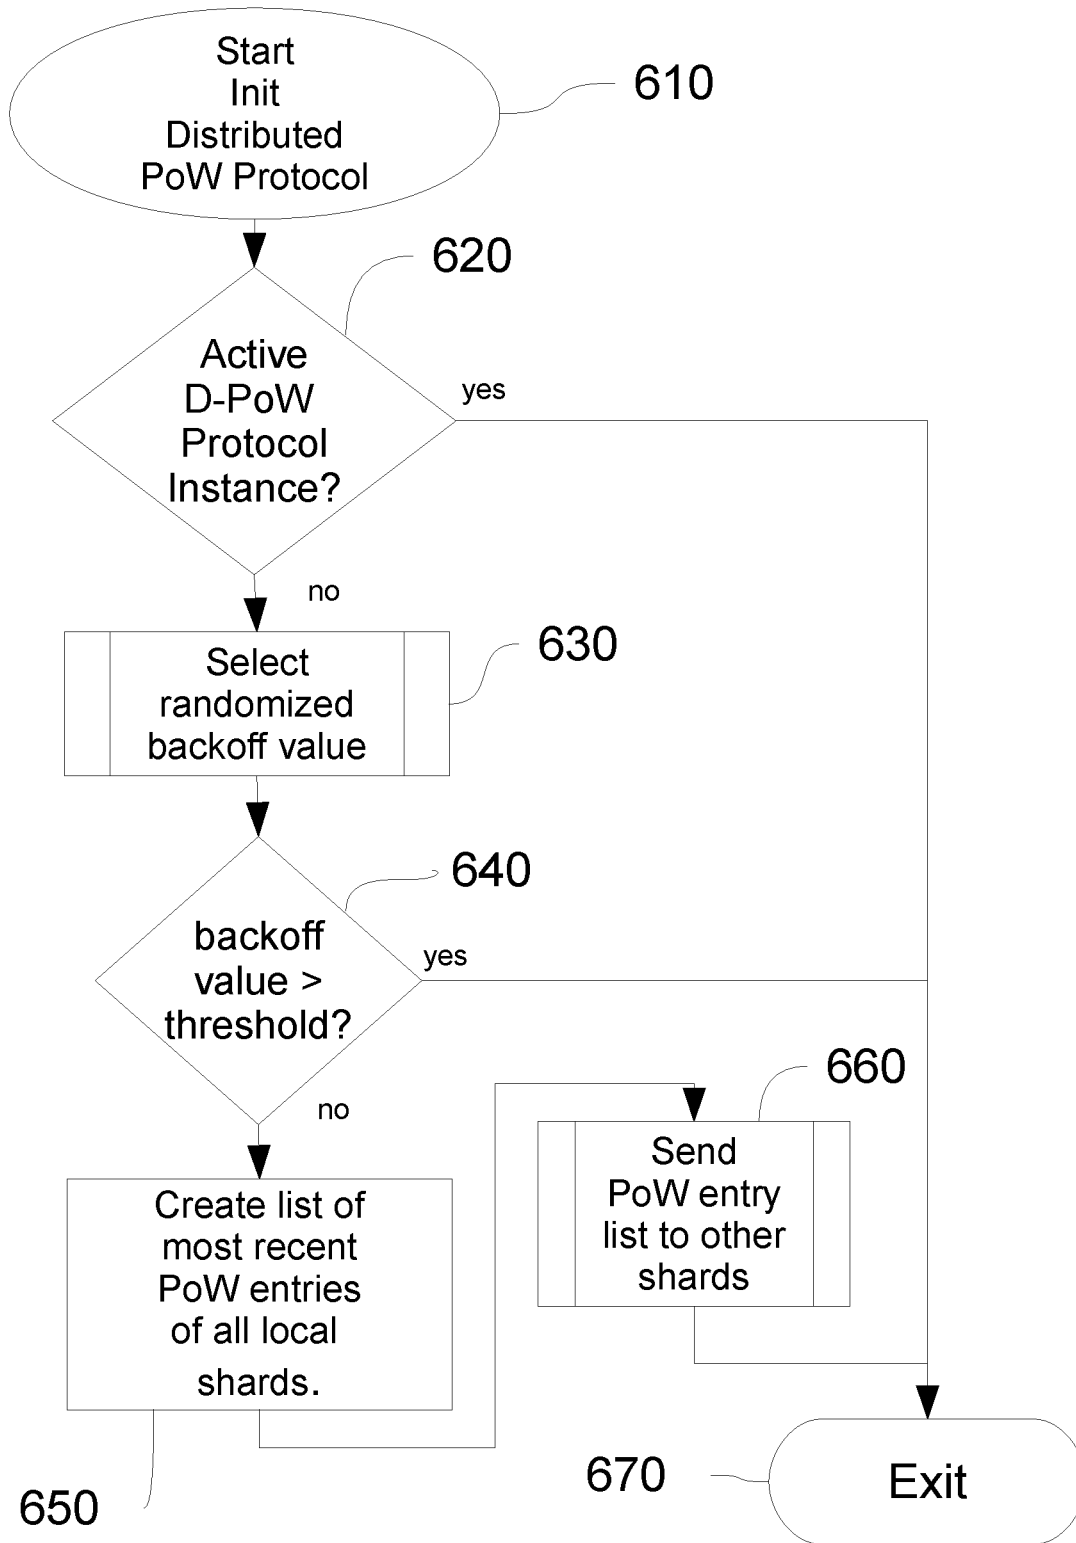 Start
Init
Distributed
PoW Protocol
610
620
Active
D-PoW
Protocol
Instance?
yes
no
630
Select
randomized
backoff value
640
backoff
value >
threshold?
yes
no
660
Send
PoW entry
list to other
shards
Create list of
most recent
PoW entries
of all local
shards.
650
670
Exit